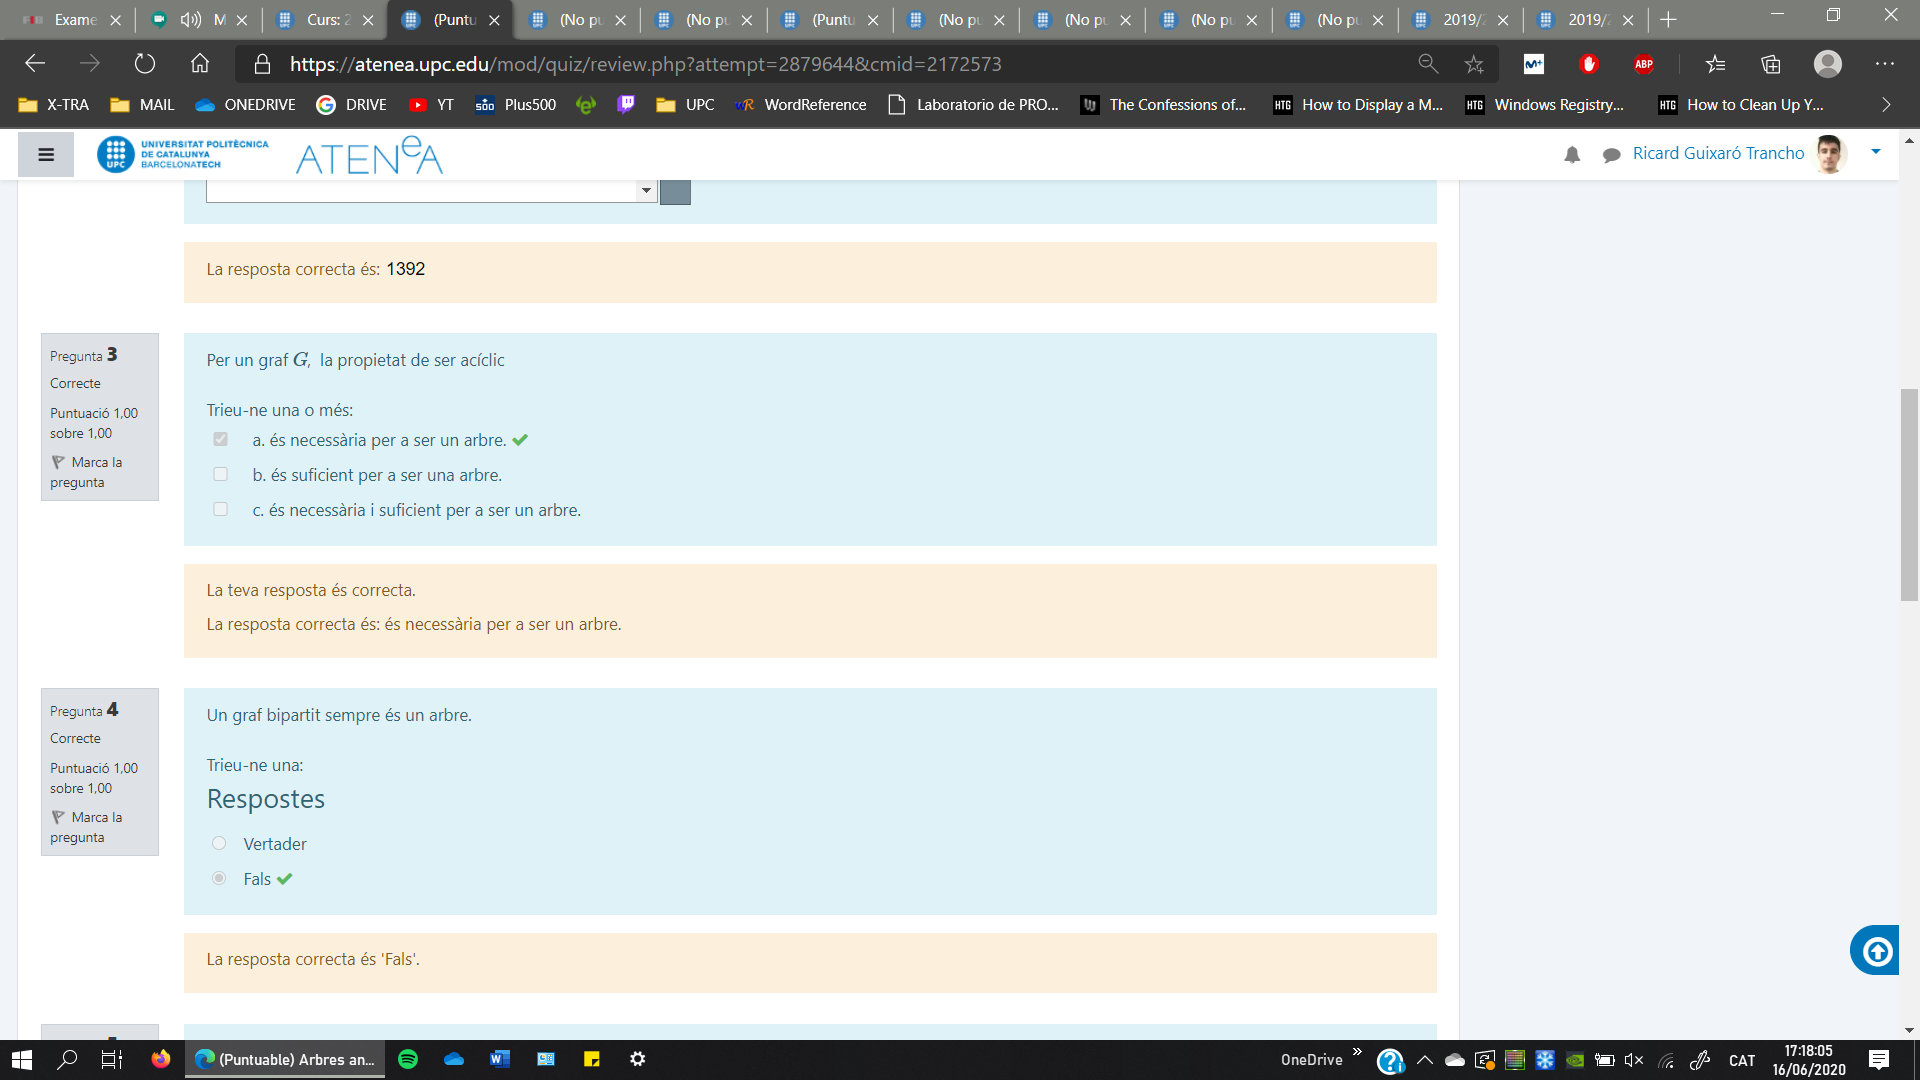 Exame
M
Curs: 2
(Puntu
(No pu
(No pu
(Puntu
(No pu
(No pu
(No pu
(No pu
2019/2
2019/2
https://atenea.upc.edu/mod/quiz/review.php?attempt=2879644&cmid=2172573
ABP
X-TRA
MAIL
ONEDRIVE
DRIVE
YT
500 Plus500
UPC
WordReference
Laboratorio de PRO...
The Confessions of...
HTG How to Display a M...
HTG Windows Registry...
HTG How to Clean Up Y...
UPC
UNIVERSITAT POLITÈCNICA
DE CATALUNYA
BARCELONATECH
ATENeA
Ricard Guixaró Trancho
La resposta correcta és: 1392
Pregunta 3
Correcte
Puntuació 1,00
sobre 1,00
Marca la
pregunta
Per un graf G, la propietat de ser acíclic
Trieu-ne una o més:
a. és necessària per a ser un arbre.
b. és suficient per a ser una arbre.
c. és necessària i suficient per a ser un arbre.
La teva resposta és correcta.
La resposta correcta és: és necessària per a ser un arbre.
Pregunta 4
Correcte
Puntuació 1,00
sobre 1,00
Marca la
pregunta
Un graf bipartit sempre és un arbre.
Trieu-ne una:
Respostes
Vertader
Fals
La resposta correcta és 'Fals'.
(Puntuable) Arbres an...
OneDrive
CAT
17:18:05
16/06/2020